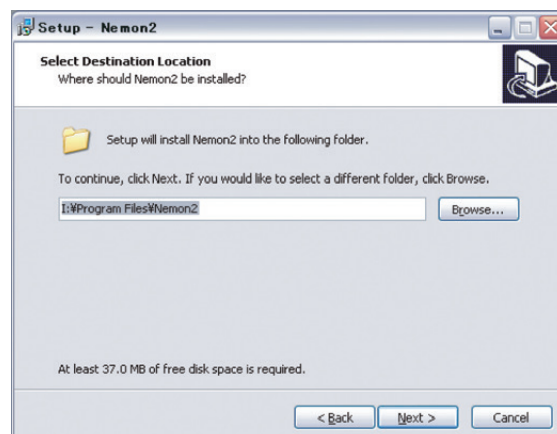 Setup - Nemon2
Select Destination Location
Where should Nemon2 be installed?
Setup will install Nemon2 into the following folder.
To continue, click Next. If you would like to select a different folder, click Browse.
I:¥Program Files¥Nemon2
Browse...
At least 37.0 MB of free disk space is required.
< Back
Next >
Cancel